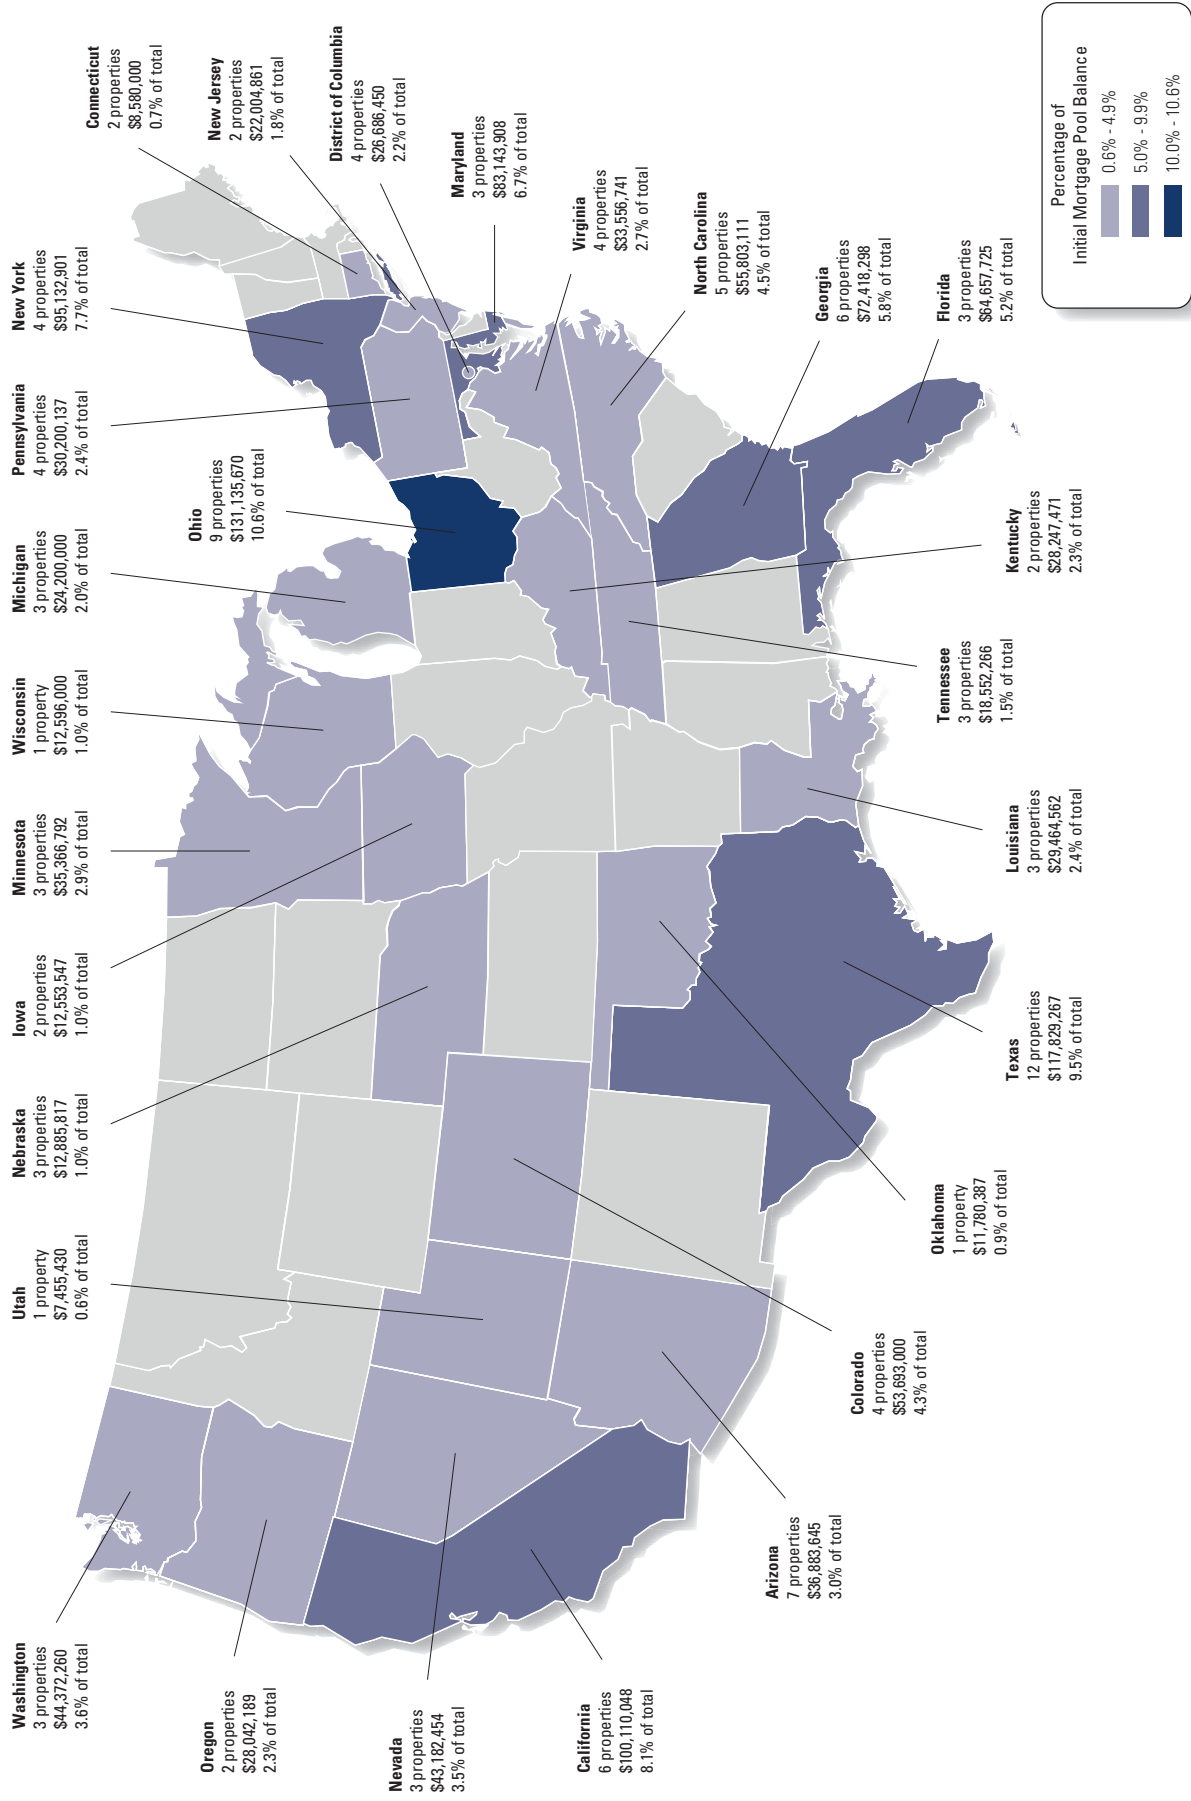 Washington
3 properties
$44,372,260
3.6% of total
Utah
1 property
$7,455,430
0.6% of total
Nebraska
3 properties
$12,885,817
1.0% of total
Iowa
2 properties
$12,553,547
1.0% of total
Minnesota
3 properties
$35,366,792
2.9% of total
Wisconsin
1 property
$12,596,000
1.0% of total
Michigan
3 properties
$24,200,000
2.0% of total
Pennsylvania
4 properties
$30,200,137
2.4% of total
New York
4 properties
$95,132,901
7.7% of total
Connecticut
2 properties
$8,580,000
0.7% of total
Ohio
9 properties
$131,135,670
10.6% of total
New Jersey
2 properties
$22,004,861
1.8% of total
District of Columbia
4 properties
$26,686,450
2.2% of total
Maryland
3 properties
$83,143,908
6.7% of total
Virginia
4 properties
$33,556,741
2.7% of total
North Carolina
5 properties
$55,803,111
4.5% of total
Georgia
6 properties
$72,418,298
5.8% of total
Florida
3 properties
$64,657,725
5.2% of total
Oregon
2 properties
$28,042,189
2.3% of total
Nevada
3 properties
$43,182,454
3.5% of total
California
6 properties
$100,110,048
8.1% of total
Arizona
7 properties
$36,883,645
3.0% of total
Colorado
4 properties
$53,693,000
4.3% of total
Oklahoma
1 property
$11,780,387
0.9% of total
Texas
12 properties
$117,829,267
9.5% of total
Louisiana
3 properties
$29,464,562
2.4% of total
Tennessee
3 properties
$18,552,266
1.5% of total
Kentucky
2 properties
$28,247,471
2.3% of total
Percentage of
Initial Mortgage Pool Balance
0.6% - 4.9%
5.0% - 9.9%
10.0% - 10.6%